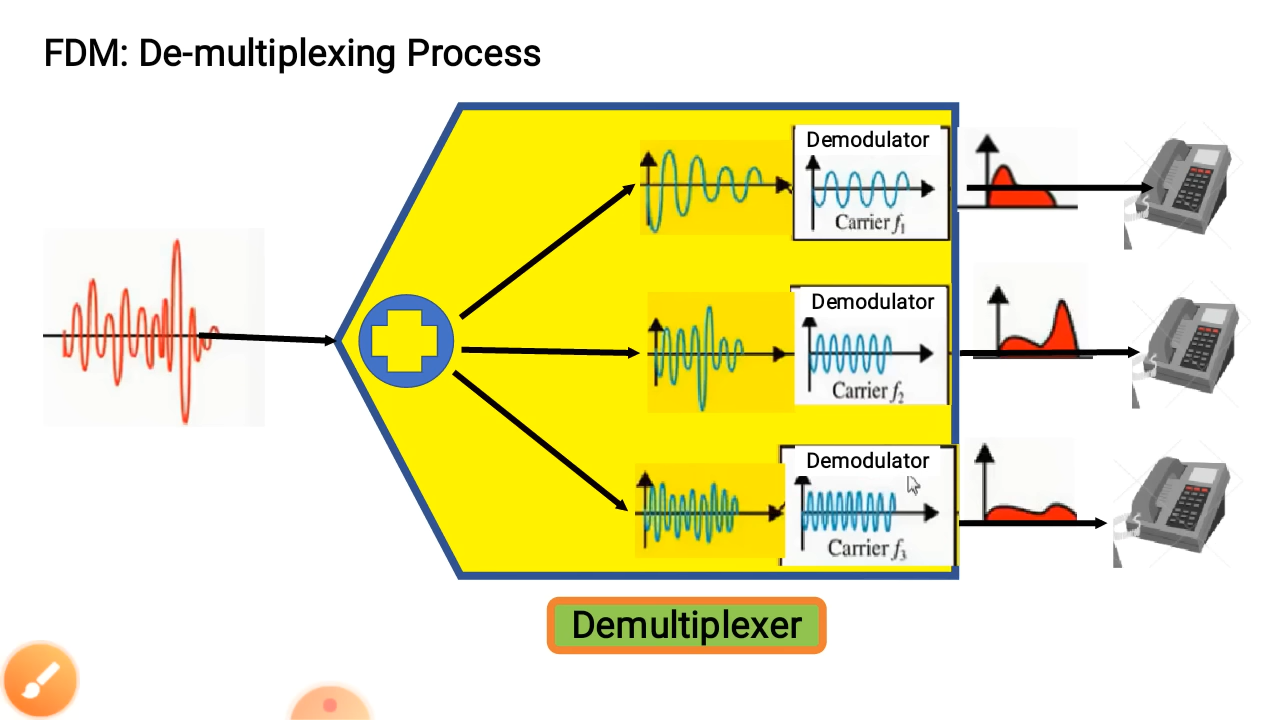 FDM: De-multiplexing Process
Demodulator
Carrier f1
Demodulator
Carrier f2
Demodulator
Carrier f3
Demultiplexer